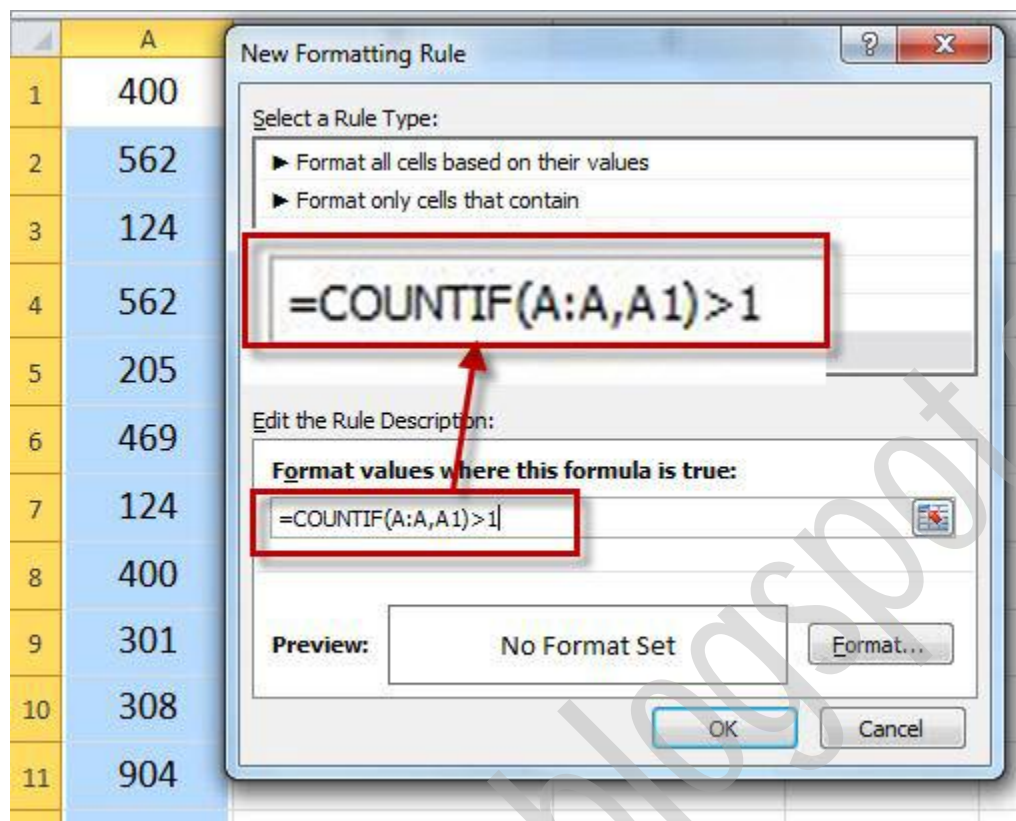 A
1 400
2 562
3 124
4 562
5 205
6 469
7 124
8 400
9 301
10 308
11 904
New Formatting Rule
?
X
Select a Rule Type:
► Format all cells based on their values
► Format only cells that contain
=COUNTIF(A:A,A1)>1
Edit the Rule Description:
Format values where this formula is true:
=COUNTIF(A:A,A1)>1
Preview:
No Format Set
Format...
OK
Cancel
blogspot